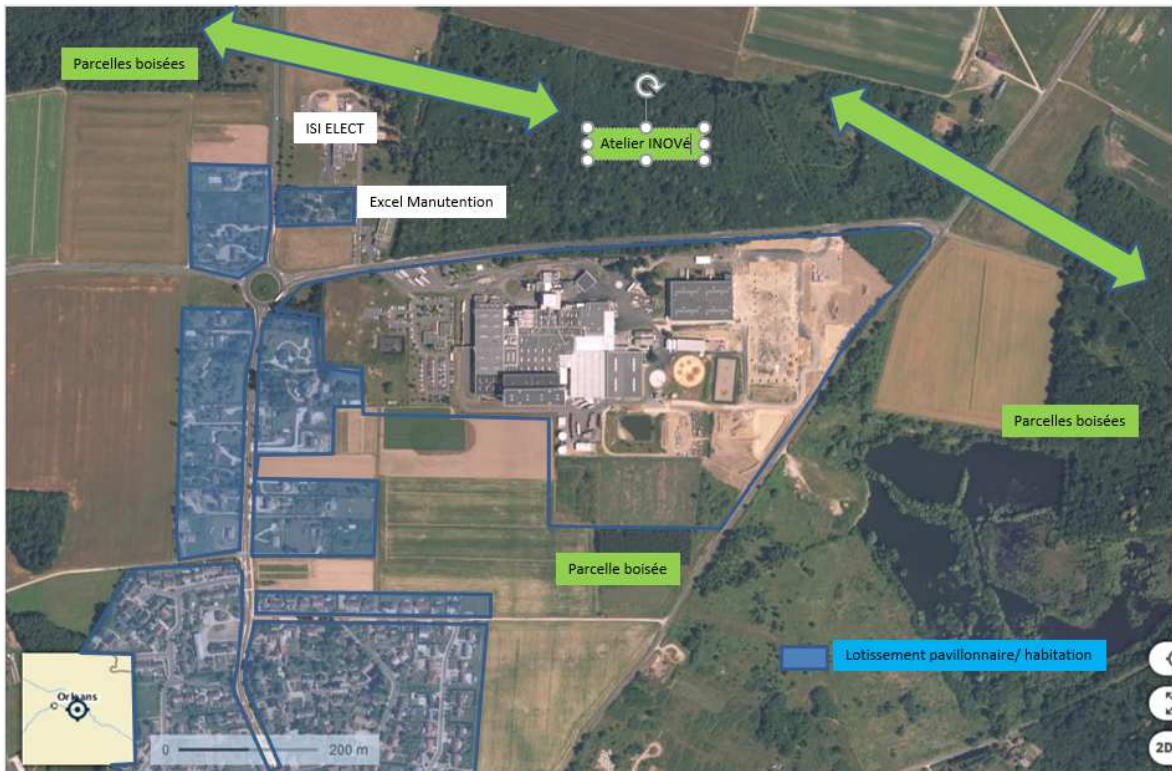 Parcelles boisées
ISI ELECT
Atelier INOVé
Excel Manutention
Parcelles boisées
Parcelle boisée
Lotissement pavillonnaire/ habitation
Orléans
0 200 m
2D